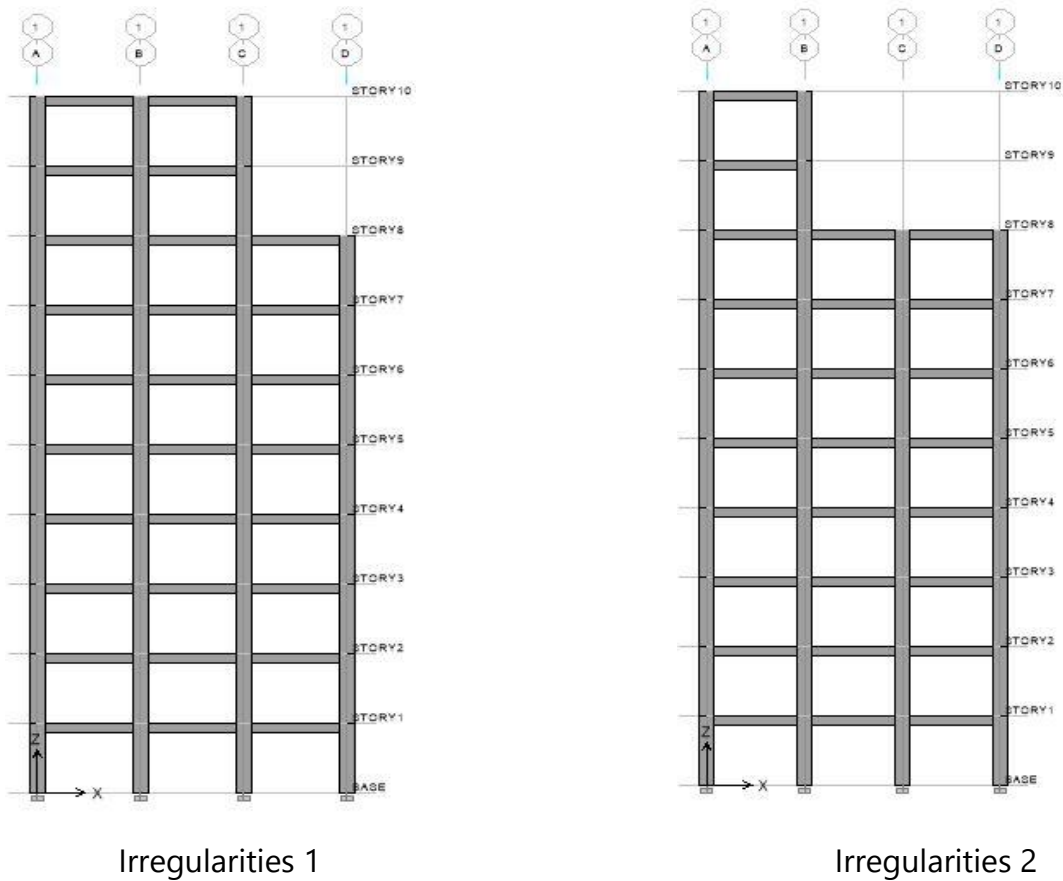 1 1 1 1
A B C D
STORY10
STORY9
STORY8
STORY7
STORY6
STORY5
STORY4
STORY3
STORY2
STORY1
Z
X
BASE
Irregularities 1
1 1 1 1
A B C D
STORY10
STORY9
STORY8
STORY7
STORY6
STORY5
STORY4
STORY3
STORY2
STORY1
Z
X
BASE
Irregularities 2